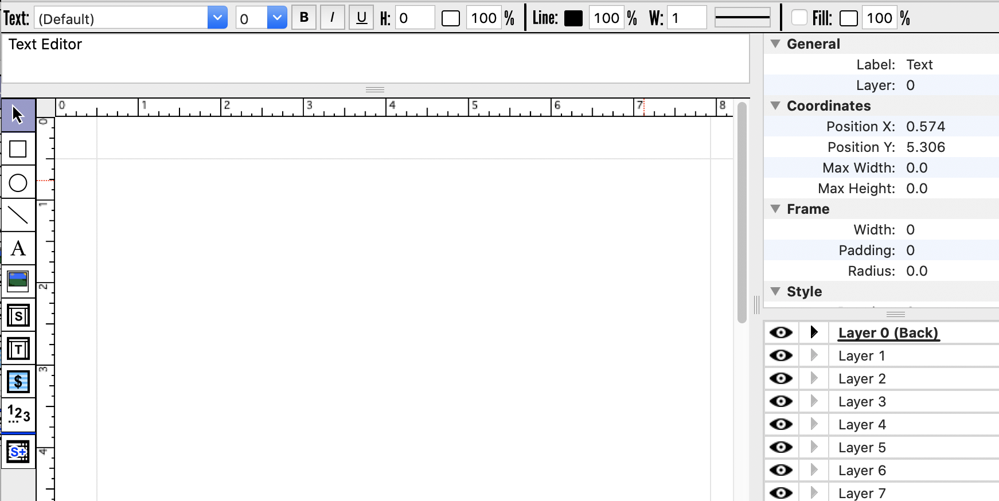 Text: (Default) 0 B I U H: 0 100 % Line: 100 % W: 1 Fill: 100 %
Text Editor
0 1 2 3 4 5 6 7 8
0
1
2
3
4
A
S
T
$
123
S+
General
Label: Text
Layer: 0
Coordinates
Position X: 0.574
Position Y: 5.306
Max Width: 0.0
Max Height: 0.0
Frame
Width: 0
Padding: 0
Radius: 0.0
Style
Layer 0 (Back)
Layer 1
Layer 2
Layer 3
Layer 4
Layer 5
Layer 6
Layer 7